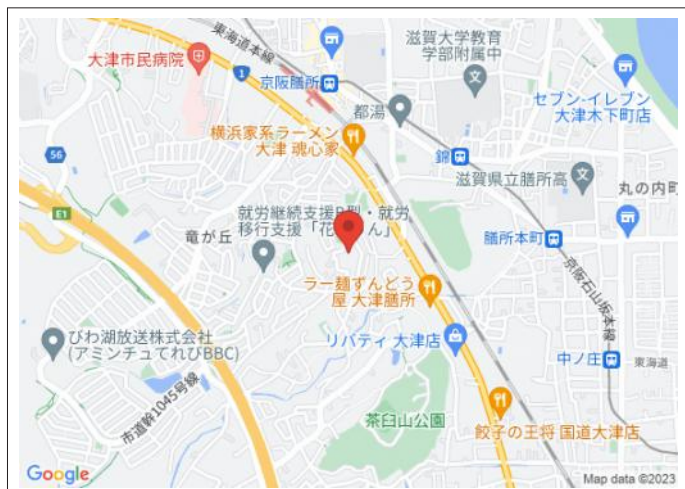 東海道本線
大津市民病院
1
京阪膳所
滋賀大学教育
学部附属中
セブン-イレブン
大津木下町店
都湯
横浜家系ラーメン
大津 魂心家
56
錦
滋賀県立膳所高
丸の内町
E1
就労継続支援B型・就労
移行支援「花
ん」
竜が丘
膳所本町
ラー麺ずんどう
屋 大津膳所
京阪石山坂本線
びわ湖放送株式会社
(アミンチュてれびBBC)
リバティ 大津店
中ノ庄
東海道
市道幹1045号線
茶臼山公園
餃子の王将 国道大津店
Google
Map data ©2023